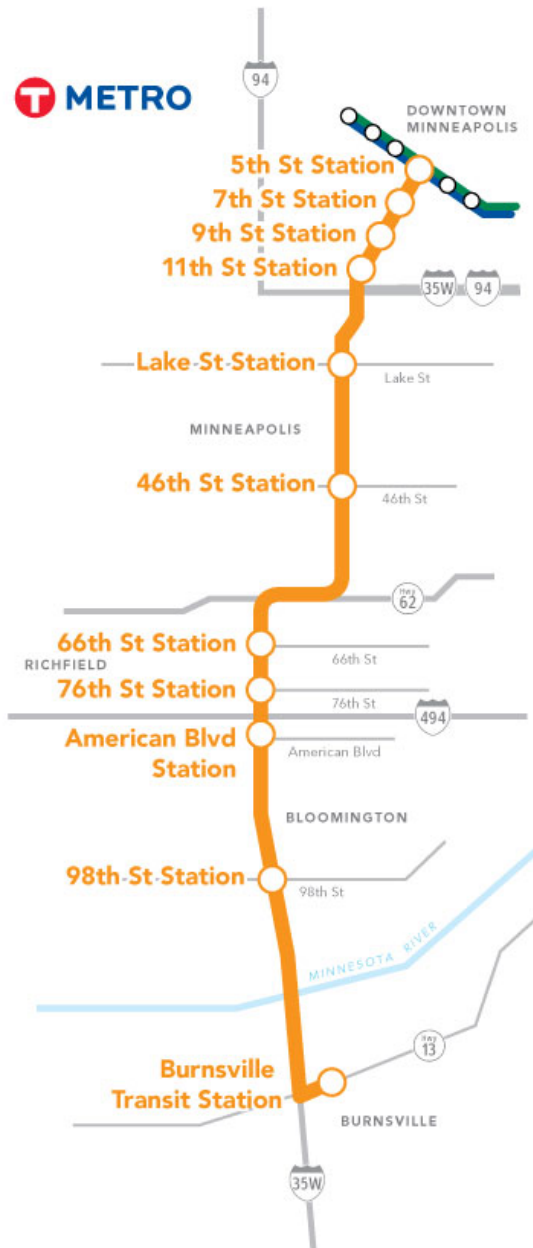 94
T METRO
DOWNTOWN
MINNEAPOLIS
5th St Station
7th St Station
9th St Station
11th St Station
35W
94
Lake St Station
Lake St
MINNEAPOLIS
46th St Station
46th St
Hwy
62
66th St Station
66th St
RICHFIELD
76th St Station
76th St
494
American Blvd
Station
American Blvd
BLOOMINGTON
98th St Station
98th St
MINNESOTA RIVER
Hwy
13
Burnsville
Transit Station
BURNSVILLE
35W